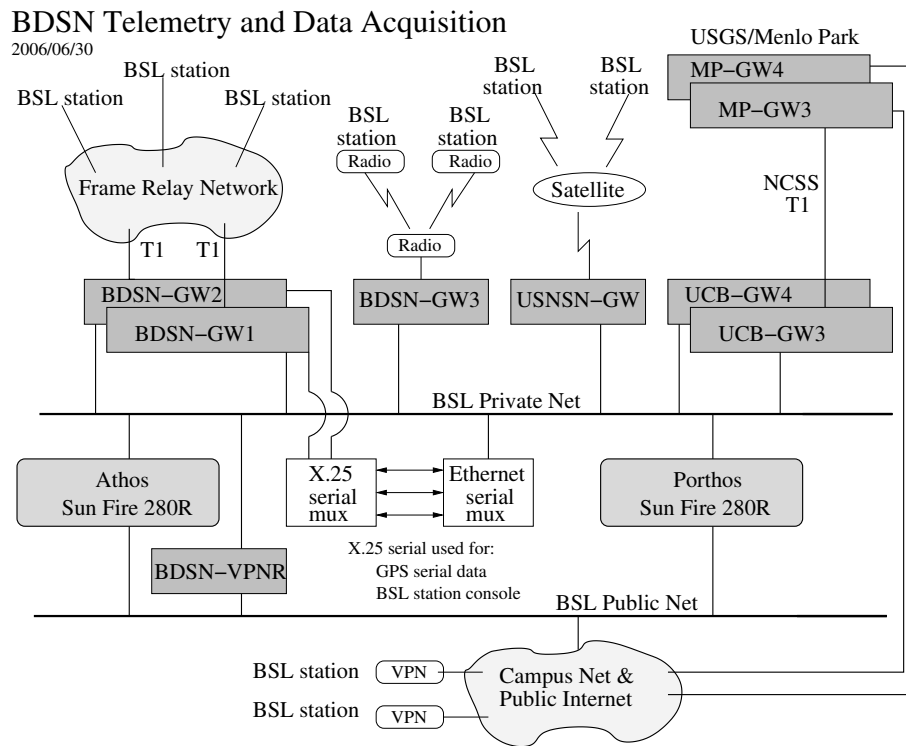 BDSN Telemetry and Data Acquisition
2006/06/30
USGS/Menlo Park
BSL station
BSL station
BSL station
BSL
station
BSL
station
BSL
station
BSL
station
MP-GW4
MP-GW3
Radio
Radio
Frame Relay Network
Satellite
NCSS
T1
T1
T1
Radio
BDSN-GW2
BDSN-GW1
BDSN-GW3
USNSN-GW
UCB-GW4
UCB-GW3
BSL Private Net
Athos
Sun Fire 280R
X.25
serial
mux
Ethernet
serial
mux
Porthos
Sun Fire 280R
BDSN-VPNR
X.25 serial used for:
GPS serial data
BSL station console
BSL Public Net
BSL station
VPN
BSL station
VPN
Campus Net &
Public Internet